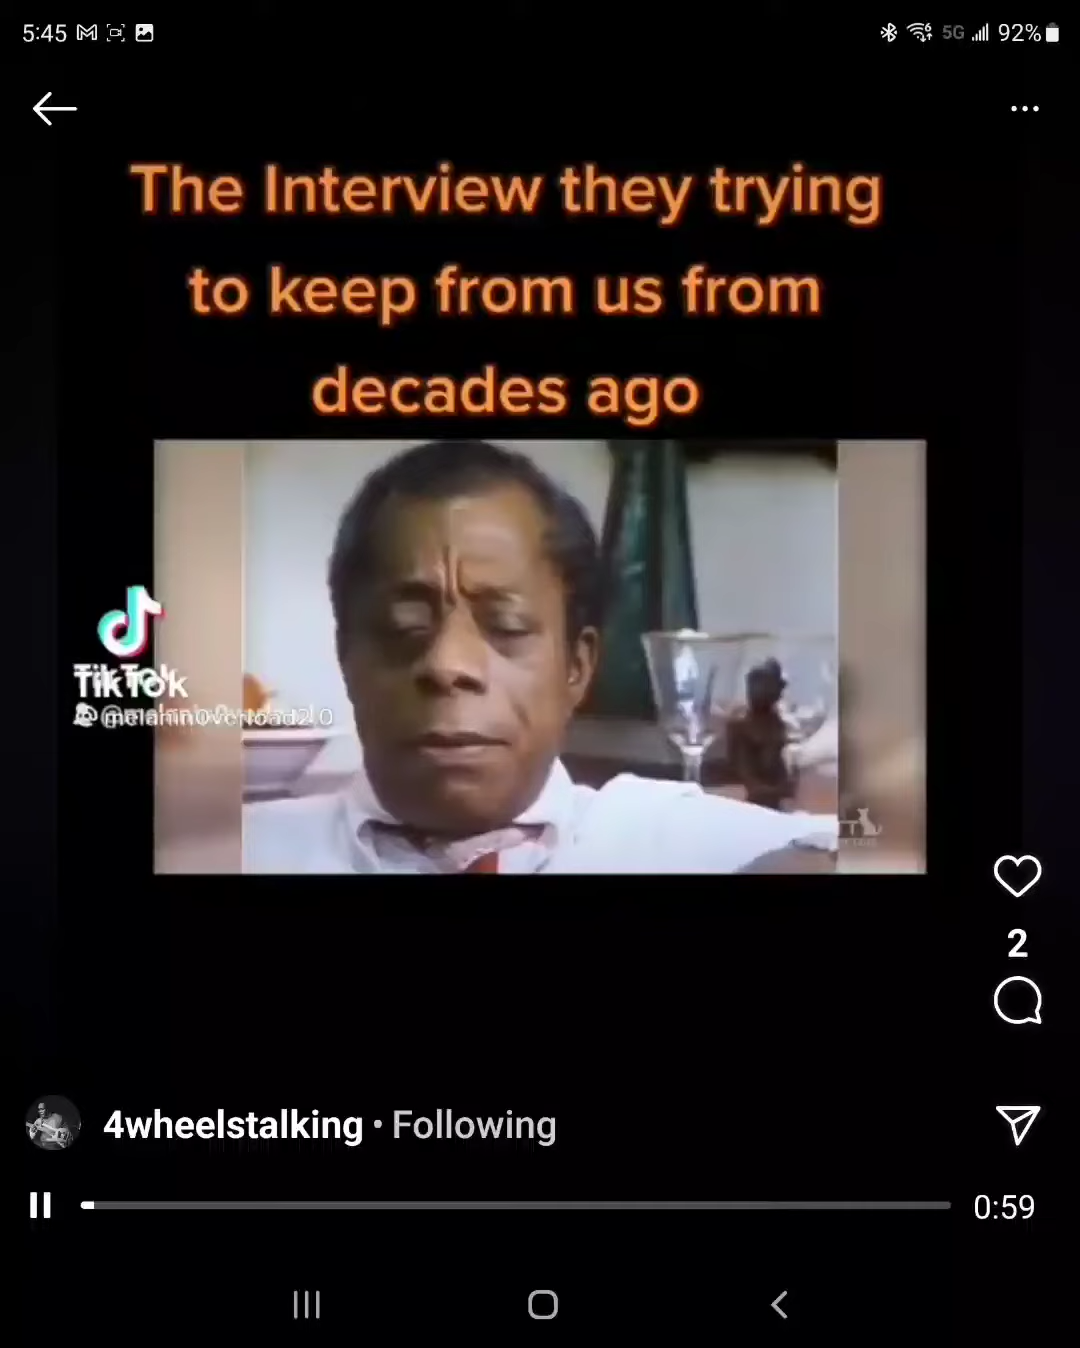 5:45
5G
92%
The Interview they trying
to keep from us from
decades ago
TikTok
2
4wheelstalking • Following
0:59